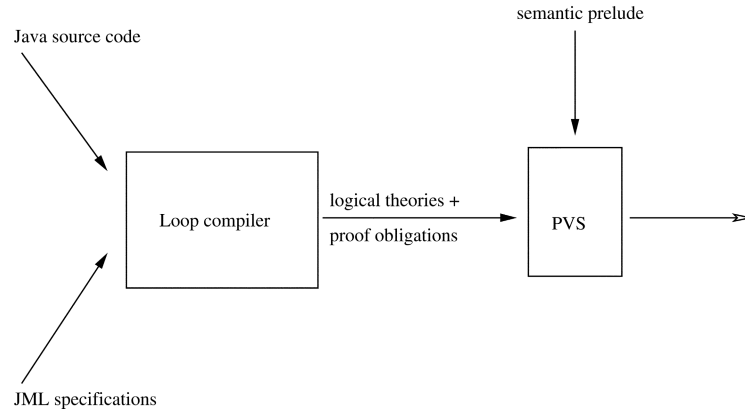 semantic prelude
Java source code
logical theories +
Loop compiler
PVS
proof obligations
JML specifications